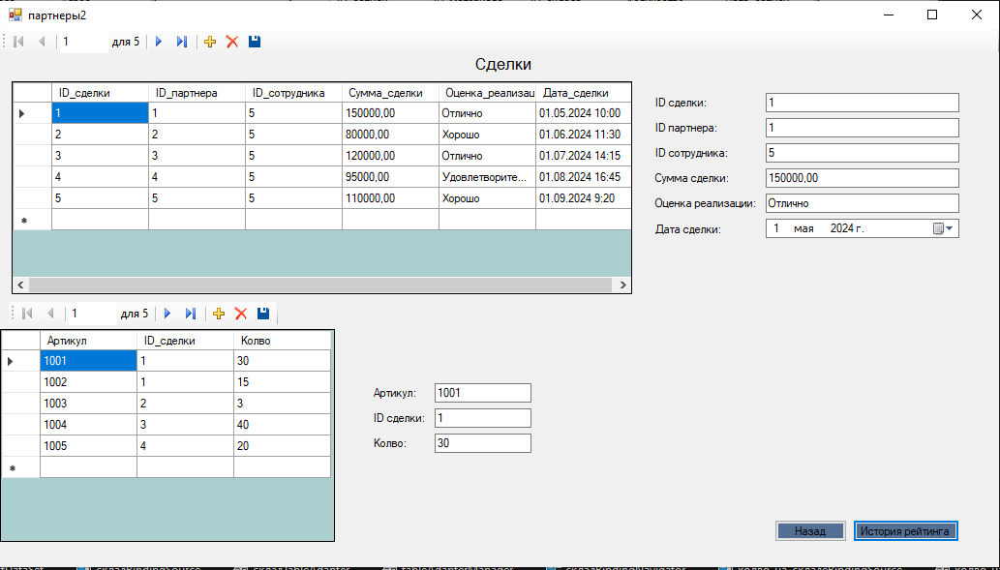 партнеры2
1 для 5
Сделки
ID_сделки ID_партнера ID_сотрудника Сумма_сделки Оценка_реализац Дата_сделки
1 1 5 150000,00 Отлично 01.05.2024 10:00
2 2 5 80000,00 Хорошо 01.06.2024 11:30
3 3 5 120000,00 Отлично 01.07.2024 14:15
4 4 5 95000,00 Удовлетворите... 01.08.2024 16:45
5 5 5 110000,00 Хорошо 01.09.2024 9:20
ID сделки: 1
ID партнера: 1
ID сотрудника: 5
Сумма сделки: 150000,00
Оценка реализации: Отлично
Дата сделки: 1 мая 2024 г.
1 для 5
Артикул ID_сделки Колво
1001 1 30
1002 1 15
1003 2 3
1004 3 40
1005 4 20
Артикул: 1001
ID сделки: 1
Колво: 30
Назад История рейтинга